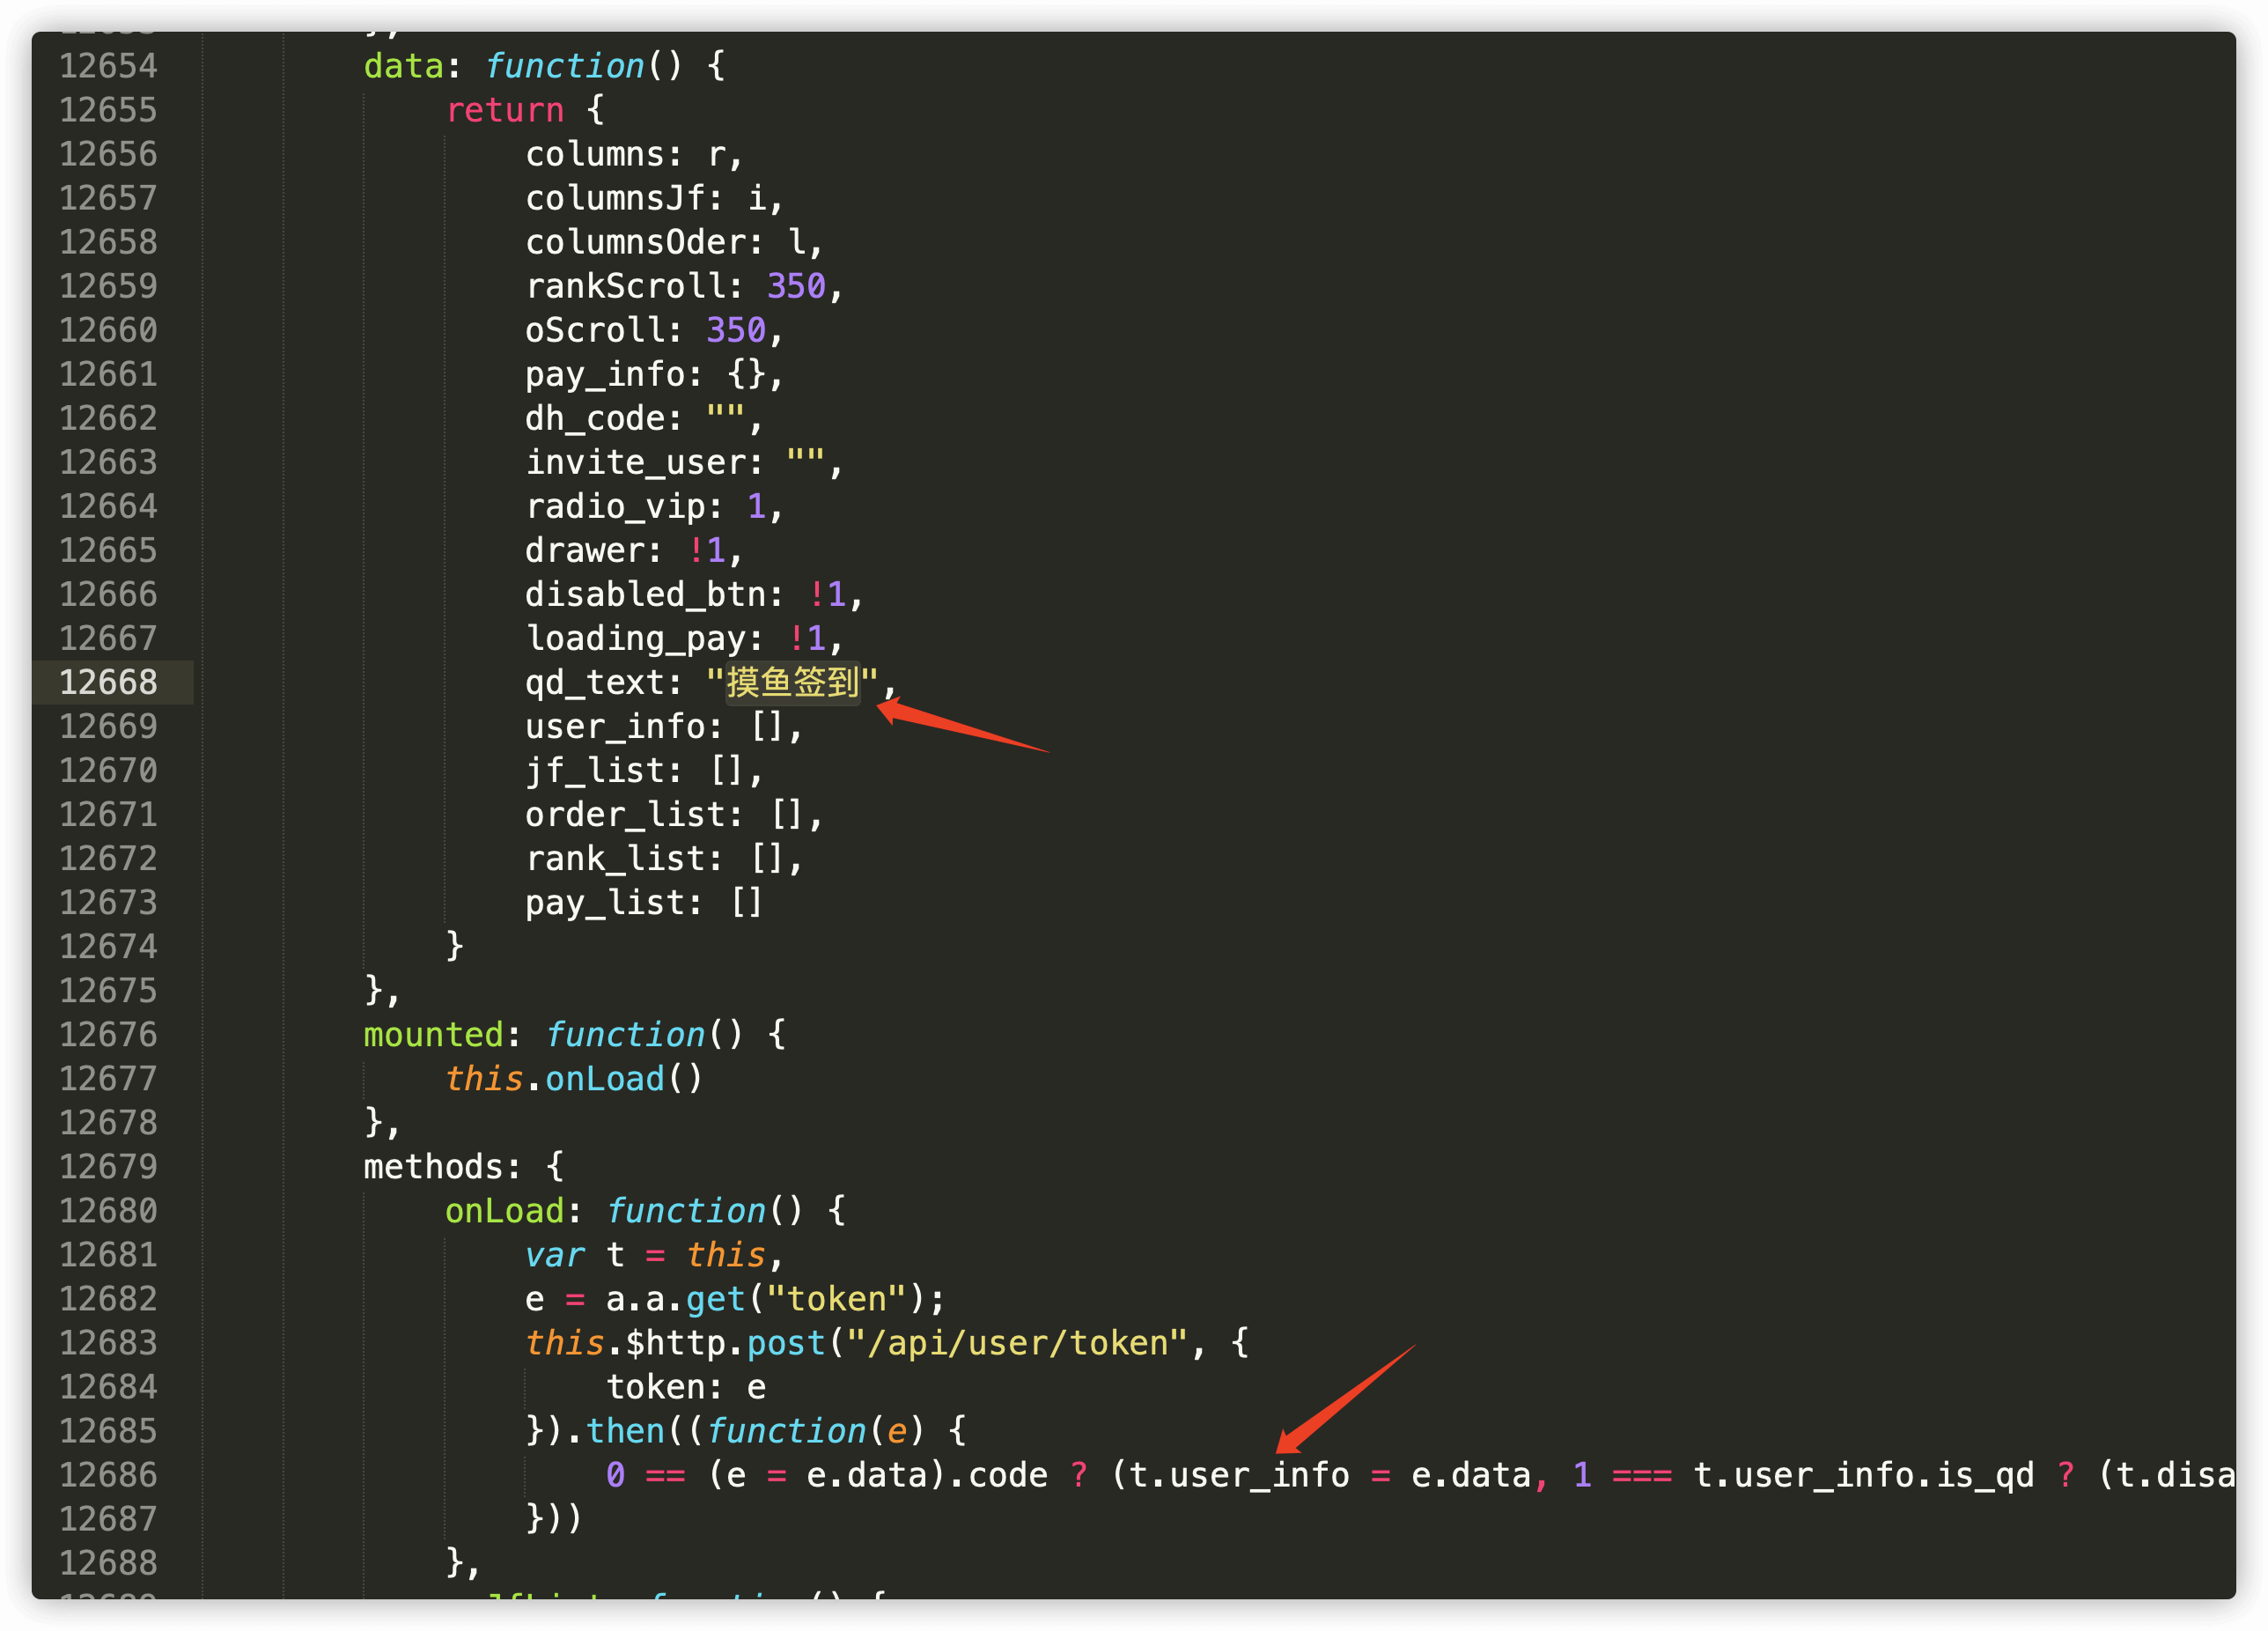 12654 data: function() {
12655 return {
12656 columns: r,
12657 columnsJf: i,
12658 columnsOder: l,
12659 rankScroll: 350,
12660 oScroll: 350,
12661 pay_info: {},
12662 dh_code: "",
12663 invite_user: "",
12664 radio_vip: 1,
12665 drawer: !1,
12666 disabled_btn: !1,
12667 loading_pay: !1,
12668 qd_text: "摸鱼签到",
12669 user_info: [],
12670 jf_list: [],
12671 order_list: [],
12672 rank_list: [],
12673 pay_list: []
12674 }
12675 },
12676 mounted: function() {
12677 this.onLoad()
12678 },
12679 methods: {
12680 onLoad: function() {
12681 var t = this,
12682 e = a.a.get("token");
12683 this.$http.post("/api/user/token", {
12684 token: e
12685 }).then((function(e) {
12686 0 == (e = e.data).code ? (t.user_info = e.data, 1 === t.user_info.is_qd ? (t.disa
12687 }))
12688 },